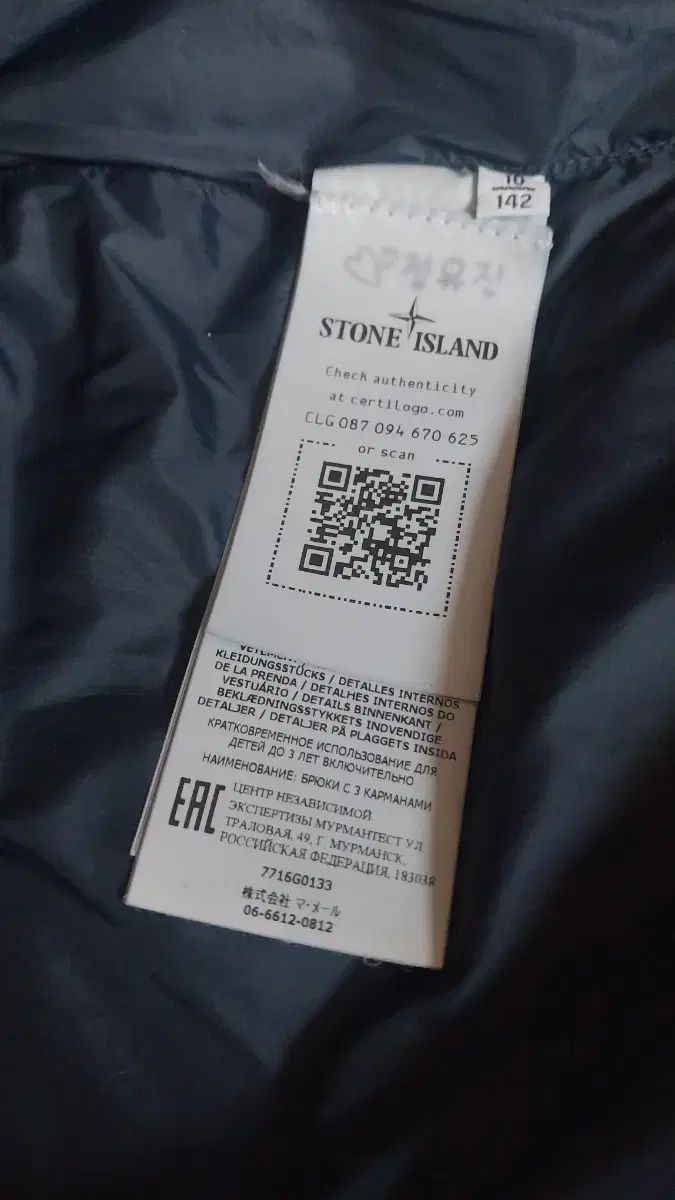 16
142
STONE ISLAND
Check authenticity
at certilogo.com
CLG 087 094 670 625
or scan
KLEIDUNGSSTÜCKS / DETALLES INTERNOS
DE LA PRENDA / DETALHES INTERNOS DO
VESTUÁRIO / DETAILS BINNENKANT /
BEKLÆDNINGSSTYKKETS INDVENDIGE
DETALJER / DETALJER PÅ PLAGGETS INSIDA
КРАТКОВРЕМЕННОЕ ИСПОЛЬЗОВАНИЕ ДЛЯ
ДЕТЕЙ ДО 3 ЛЕТ ВКЛЮЧИТЕЛЬНО
НАИМЕНОВАНИЕ: БРЮКИ С 3 КАРМАНАМИ
EAC
ЦЕНТР НЕЗАВИСИМОЙ
ЭКСПЕРТИЗЫ МУРМАНТЕСТ УЛ
ТРАЛОВАЯ, 49, Г. МУРМАНСК,
РОССИЙСКАЯ ФЕДЕРАЦИЯ, 183038
7716G0133
株式会社 マ・メール
06-6612-0812